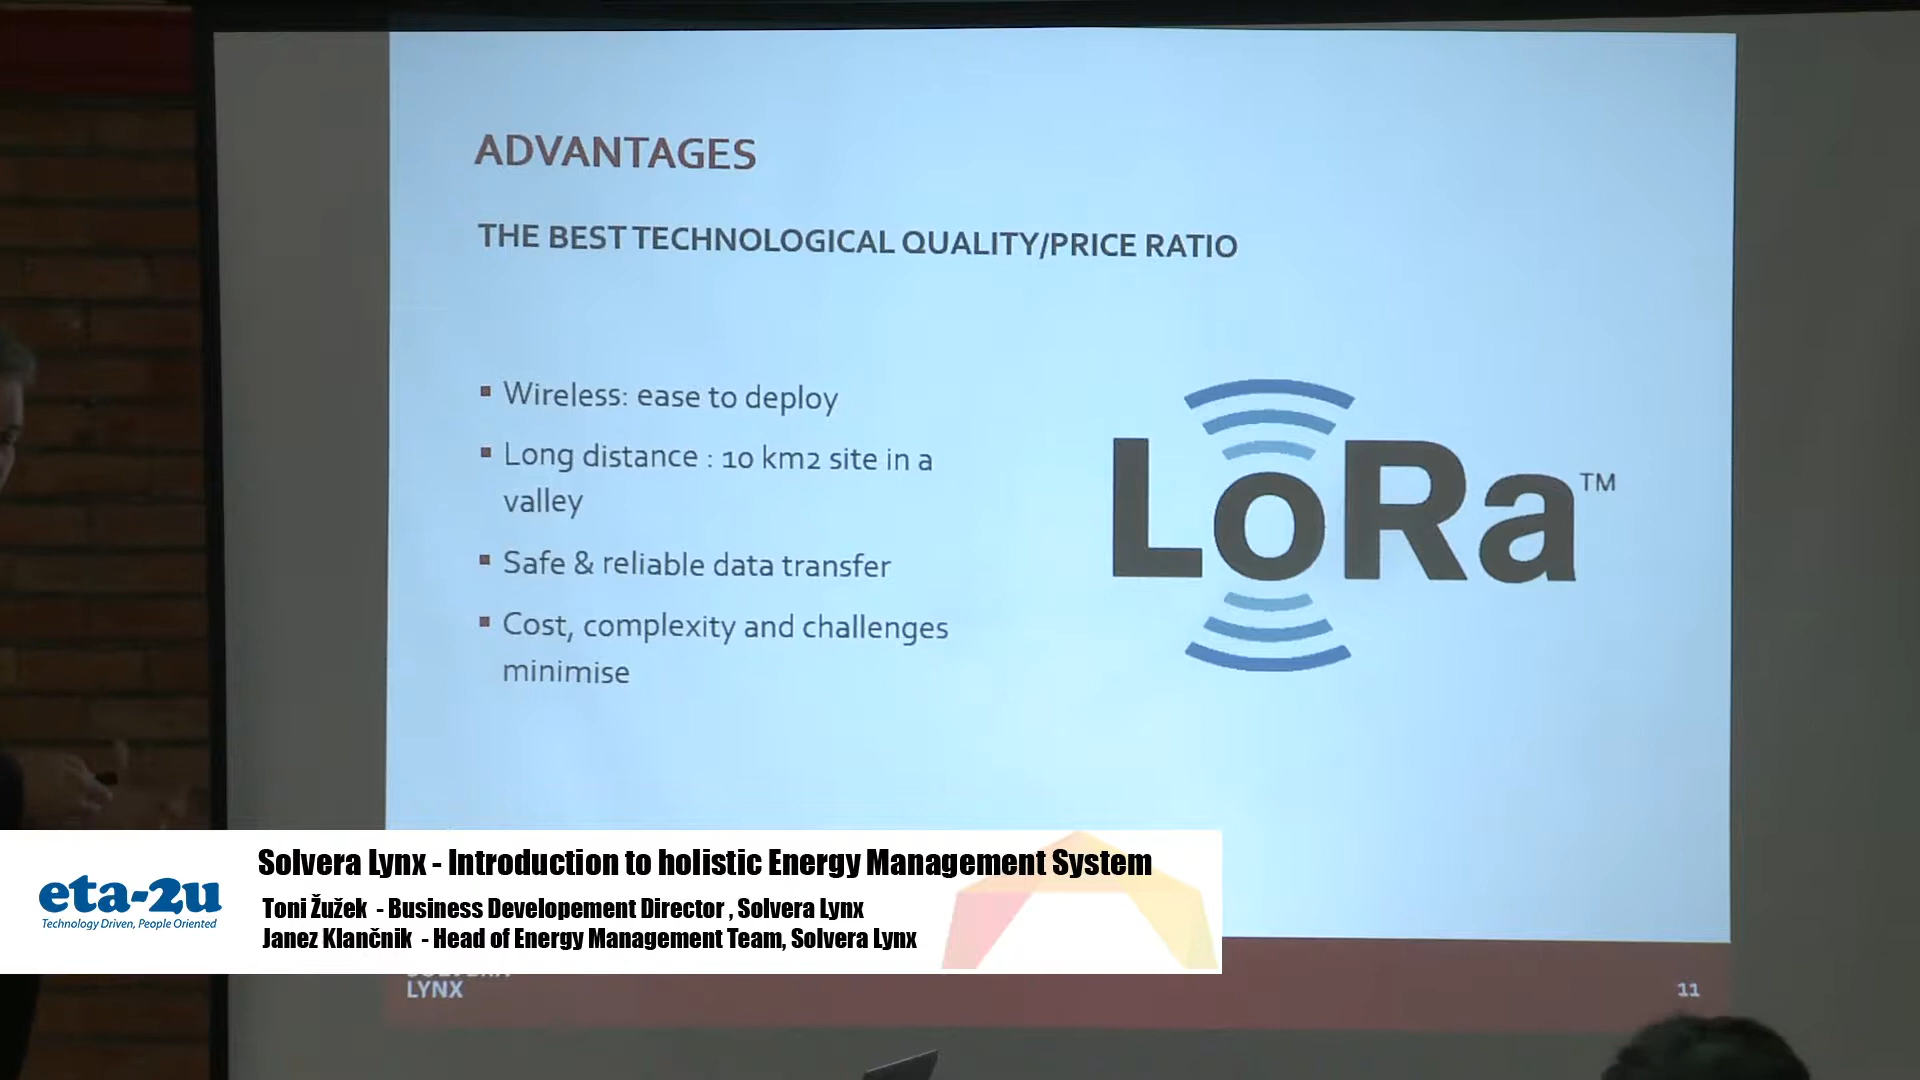 ADVANTAGES
THE BEST TECHNOLOGICAL QUALITY/PRICE RATIO
▪ Wireless: ease to deploy
▪ Long distance : 10 km2 site in a
valley
▪ Safe & reliable data transfer
▪ Cost, complexity and challenges
minimise
LoRa™
eta-2u
Technology Driven, People Oriented
Solvera Lynx - Introduction to holistic Energy Management System
Toni Žužek - Business Developement Director , Solvera Lynx
Janez Klančnik - Head of Energy Management Team, Solvera Lynx
LYNX
11